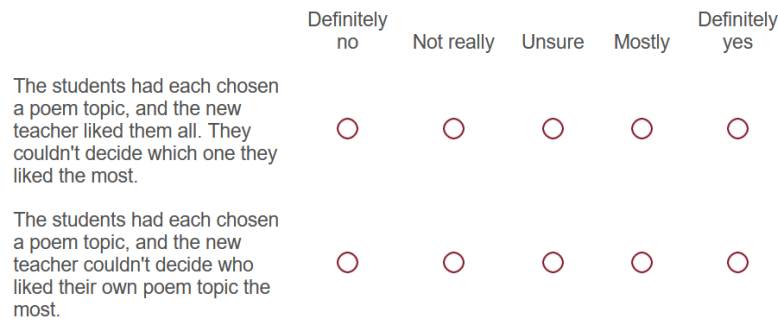 Definitely no
Not really
Unsure
Mostly
Definitely yes
The students had each chosen
a poem topic, and the new
teacher liked them all. They
couldn't decide which one they
liked the most.
The students had each chosen
a poem topic, and the new
teacher couldn't decide who
liked their own poem topic the
most.